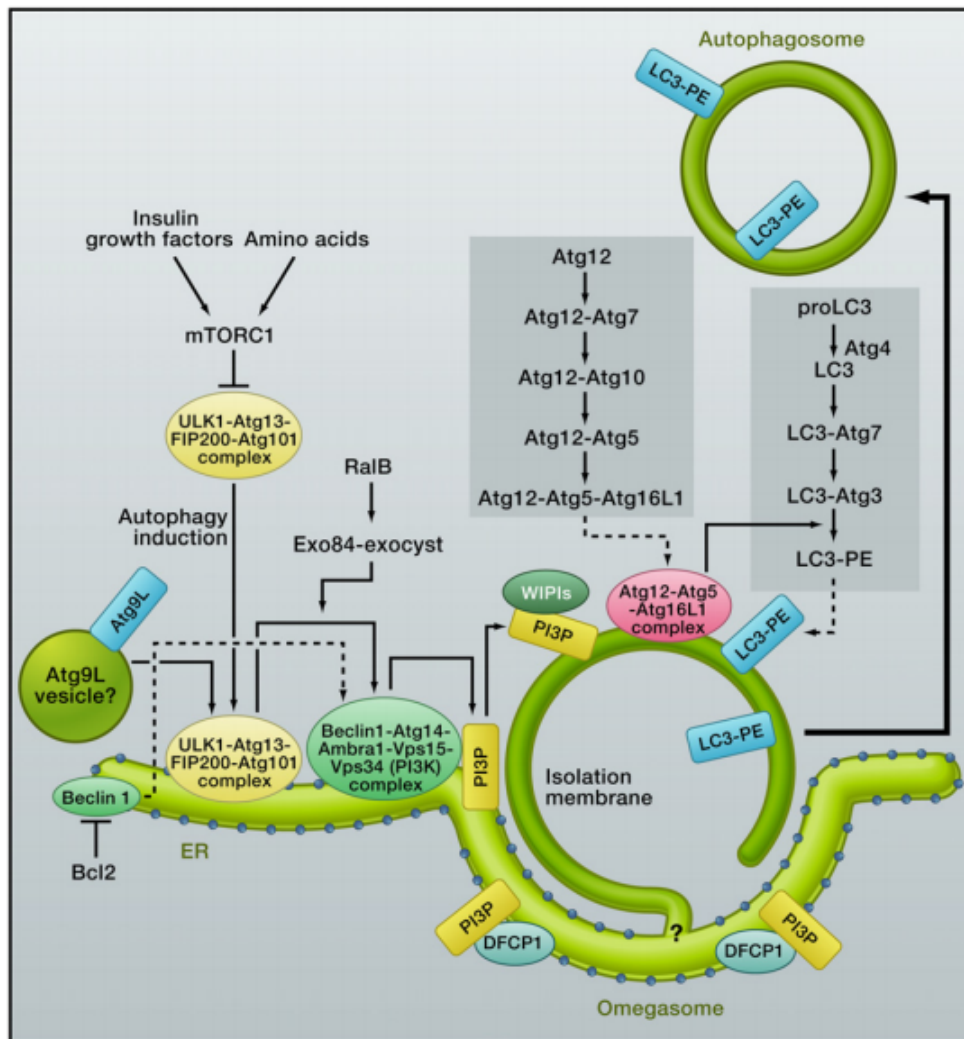 Autophagosome
LC3-PE
LC3-PE
Insulin
growth factors
Amino acids
mTORC1
ULK1-Atg13-
FIP200-Atg101
complex
Autophagy
induction
RalB
Exo84-exocyst
Atg12
Atg12-Atg7
Atg12-Atg10
Atg12-Atg5
Atg12-Atg5-Atg16L1
proLC3
Atg4
LC3
LC3-Atg7
LC3-Atg3
LC3-PE
Atg9L
Atg9L
vesicle?
ULK1-Atg13-
FIP200-Atg101
complex
Beclin1-Atg14-
Ambra1-Vps15-
Vps34 (PI3K)
complex
PI3P
WIPIs
PI3P
Atg12-Atg5
-Atg16L1
complex
LC3-PE
LC3-PE
Isolation
membrane
Beclin 1
Bcl2
ER
PI3P
DFCP1
?
PI3P
DFCP1
Omegasome